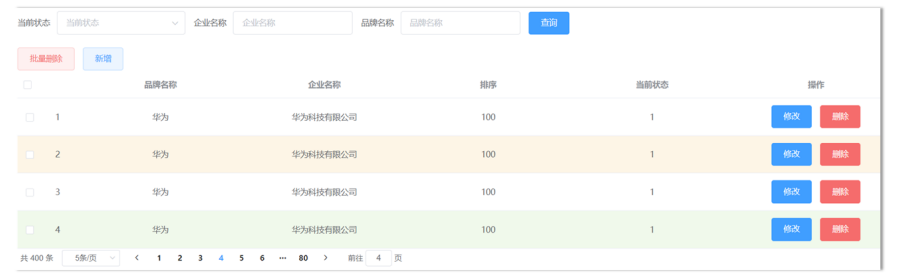 当前状态 当前状态 企业名称 企业名称 品牌名称 品牌名称 查询
批量删除 新增
品牌名称 企业名称 排序 当前状态 操作
1 华为 华为科技有限公司 100 1 修改 删除
2 华为 华为科技有限公司 100 1 修改 删除
3 华为 华为科技有限公司 100 1 修改 删除
4 华为 华为科技有限公司 100 1 修改 删除
共 400 条 5条/页 1 2 3 4 5 6 ··· 80 前往 4 页